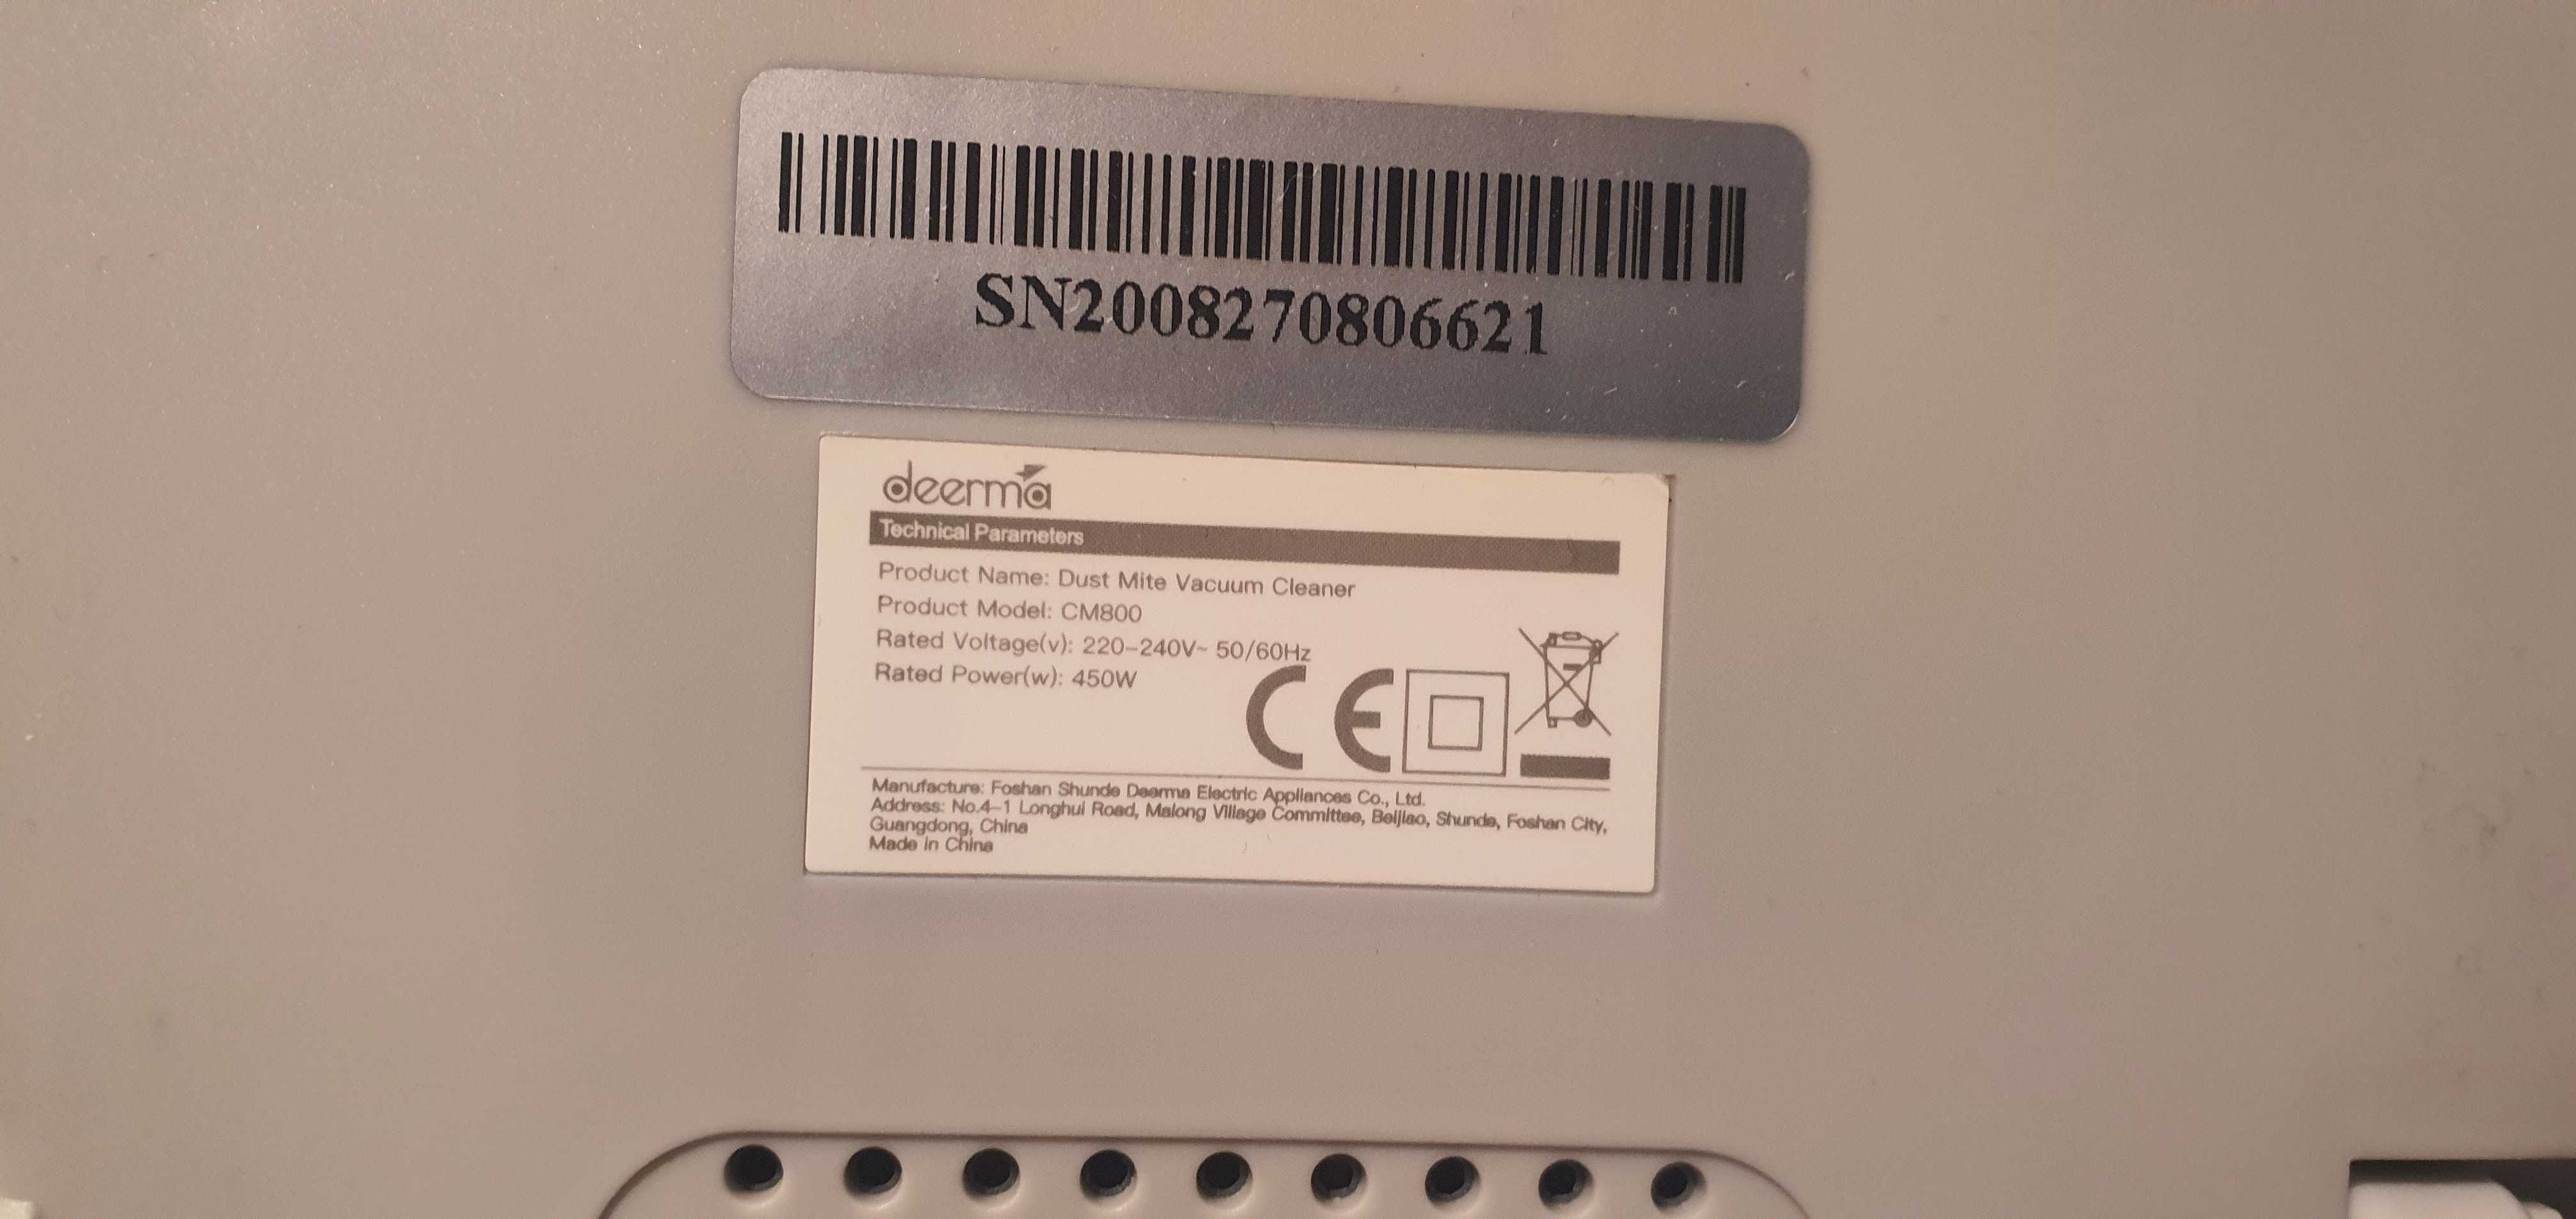 SN2008270806621
deerma
Technical Parameters
Product Name: Dust Mite Vacuum Cleaner
Product Model: CM800
Rated Voltage(v): 220-240V~ 50/60Hz
Rated Power(w): 450W
CE
Manufacture: Foshan Shunde Deerma Electric Appliances Co., Ltd.
Address: No.4-1 Longhui Road, Malong Village Committee, Beijiao, Shunde, Foshan City,
Guangdong, China
Made in China